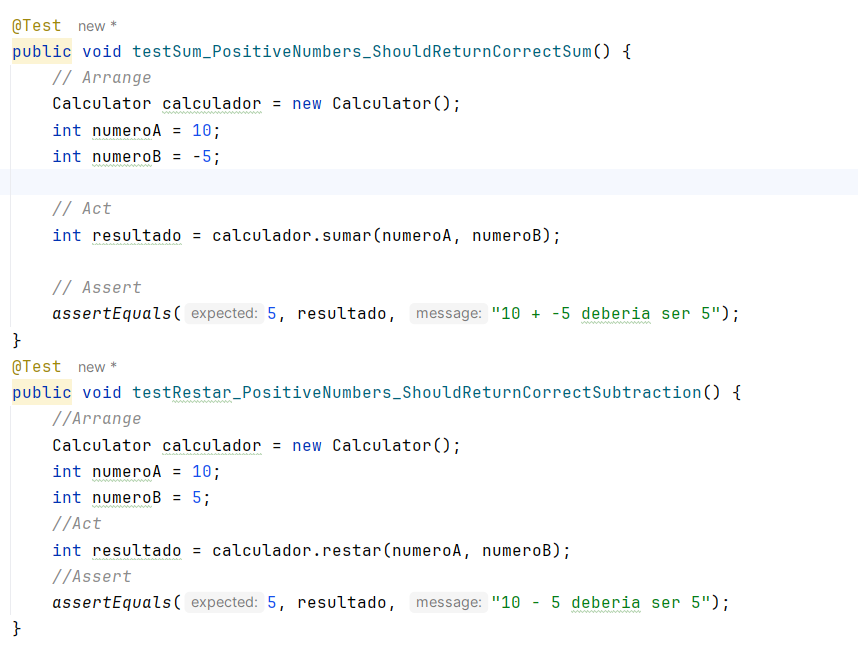 @Test new *
public void testSum_PositiveNumbers_ShouldReturnCorrectSum() {
// Arrange
Calculator calculador = new Calculator();
int numeroA = 10;
int numeroB = -5;
// Act
int resultado = calculador.sumar(numeroA, numeroB);
// Assert
assertEquals( expected: 5, resultado, message: "10 + -5 deberia ser 5");
}
@Test new *
public void testRestar_PositiveNumbers_ShouldReturnCorrectSubtraction() {
//Arrange
Calculator calculador = new Calculator();
int numeroA = 10;
int numeroB = 5;
//Act
int resultado = calculador.restar(numeroA, numeroB);
//Assert
assertEquals( expected: 5, resultado, message: "10 - 5 deberia ser 5");
}